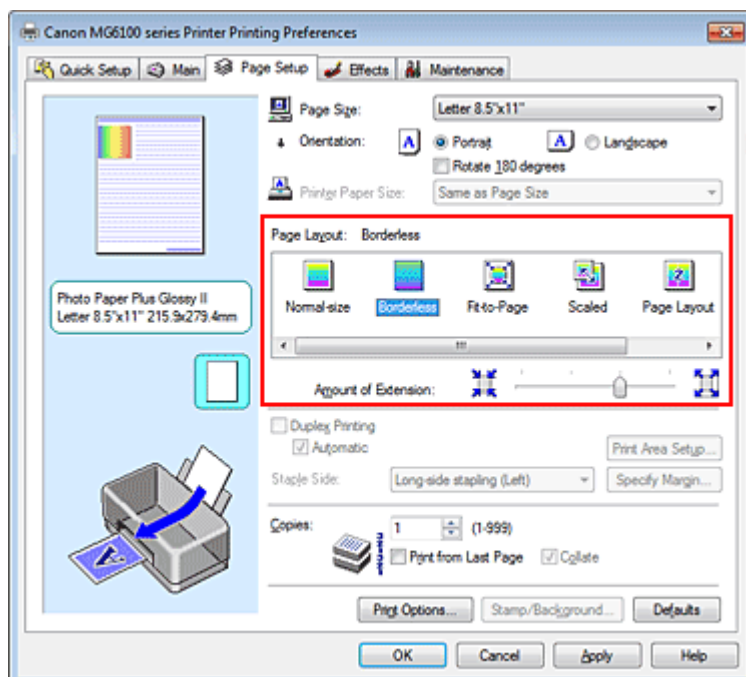 Canon MG6100 series Printer Printing Preferences
Quick Setup Main Page Setup Effects Maintenance
Page Size: Letter 8.5"x11"
Orientation: A Portrait A Landscape
Rotate 180 degrees
Printer Paper Size: Same as Page Size
Page Layout: Borderless
Normal-size Borderless Fit-to-Page Scaled Page Layout
Photo Paper Plus Glossy II
Letter 8.5"x11" 215.9x279.4mm
Amount of Extension:
Duplex Printing
Automatic Print Area Setup...
Staple Side: Long-side stapling (Left) Specify Margin...
Copies: 1 (1-999)
Print from Last Page Collate
Print Options... Stamp/Background... Defaults
OK Cancel Apply Help